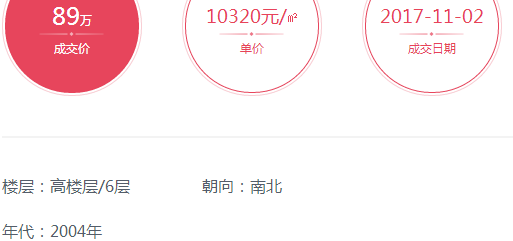 89万 10320元/㎡ 2017-11-02
成交价 单价 成交日期
楼层：高楼层/6层 朝向：南北
年代：2004年